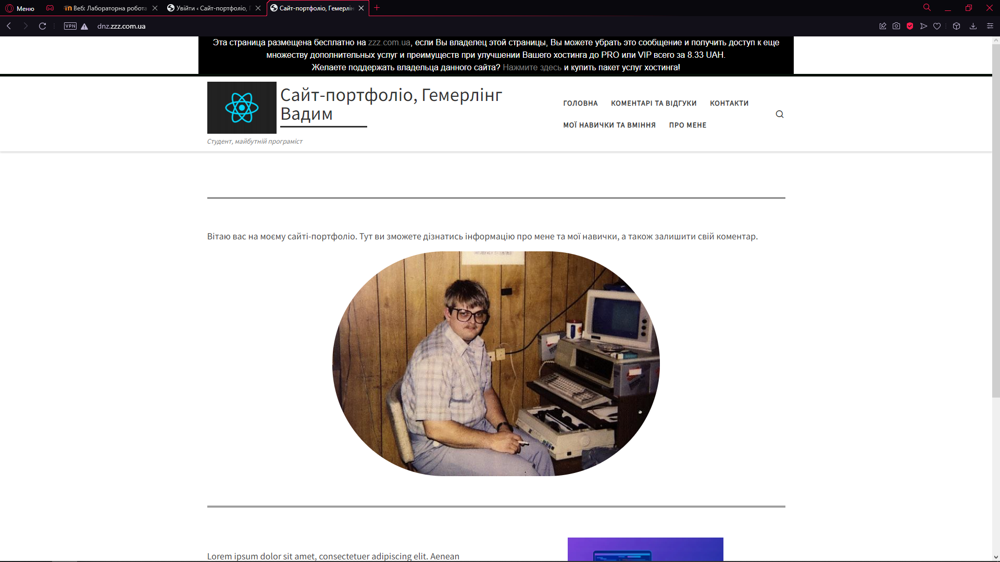 Меню
Веб: Лабораторна робота
Увійти ‹ Сайт-портфоліо,
Сайт-портфоліо, Гемерлін
VPN
dnz.zzz.com.ua
Эта страница размещена бесплатно на zzz.com.ua, если Вы владелец этой страницы, Вы можете убрать это сообщение и получить доступ к еще
множеству дополнительных услуг и преимуществ при улучшении Вашего хостинга до PRO или VIP всего за 8.33 UAH.
Желаете поддержать владельца данного сайта? Нажмите здесь и купить пакет услуг хостинга!
Сайт-портфоліо, Гемерлінг
Вадим
Студент, майбутній програміст
ГОЛОВНА КОМЕНТАРІ ТА ВІДГУКИ КОНТАКТИ
МОЇ НАВИЧКИ ТА ВМІННЯ ПРО МЕНЕ
Вітаю вас на моєму сайті-портфоліо. Тут ви зможете дізнатись інформацію про мене та мої навички, а також залишити свій коментар.
Lorem ipsum dolor sit amet, consectetuer adipiscing elit. Aenean